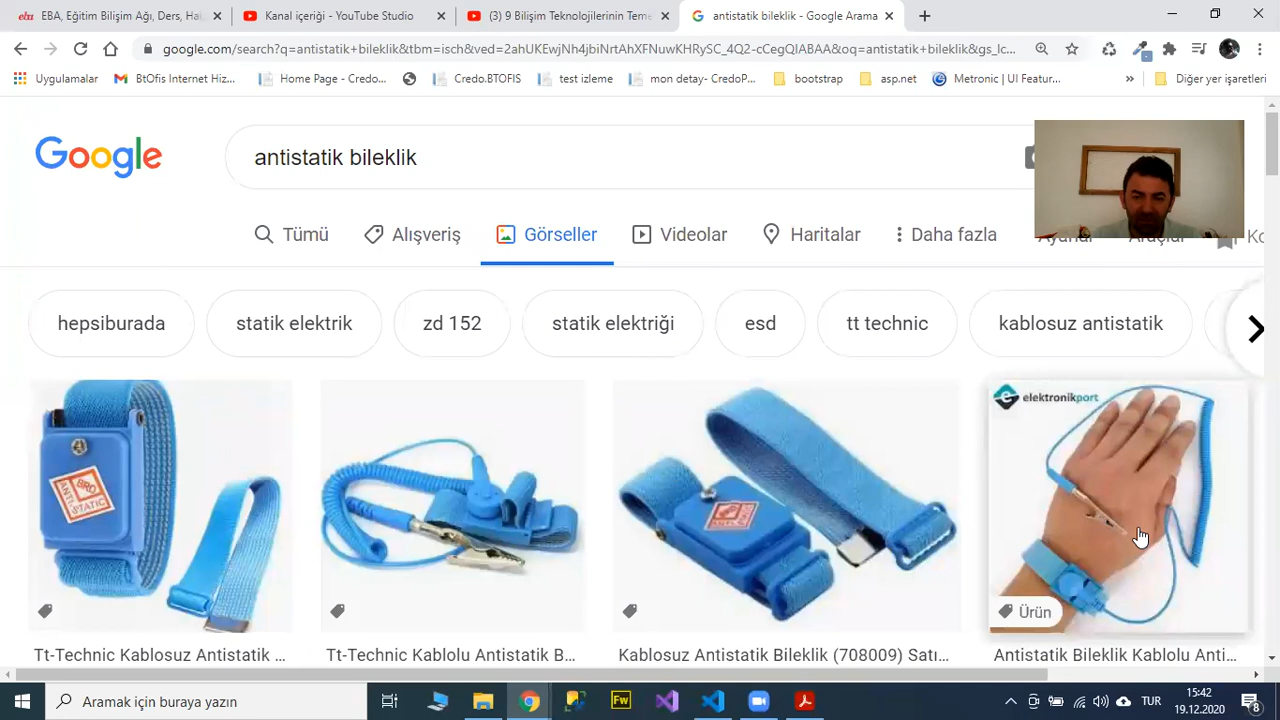 EBA, Eğitim Bilişim Ağı, Ders, H
Kanal içeriği - YouTube Studio
(3) 9 Bilişim Teknolojilerinin Teme
antistatik bileklik - Google Arama
google.com/search?q=antistatik+bileklik&tbm=isch&ved=2ahUKEwjNh4jbiNrtAhXFNuwKHRySC_4Q2-cCegQIABAA&oq=antistatik+bileklik&gs_lc...
Uygulamalar
BtOfis Internet Hiz...
Home Page - Credo...
Credo.BTOFIS
test izleme
mon detay- CredoP...
bootstrap
asp.net
Metronic | UI Featur...
»
Diğer yer işaretleri
Google
antistatik bileklik
Tümü
Alışveriş
Görseller
Videolar
Haritalar
Daha fazla
hepsiburada
statik elektrik
zd 152
statik elektriği
esd
tt technic
kablosuz antistatik
elektronikport
Ürün
Tt-Technic Kablosuz Antistatik ...
Tt-Technic Kablolu Antistatik B...
Kablosuz Antistatik Bileklik (708009) Satı...
Antistatik Bileklik Kablolu Anti...
Aramak için buraya yazın
Fw
TUR
15:42
19.12.2020
8